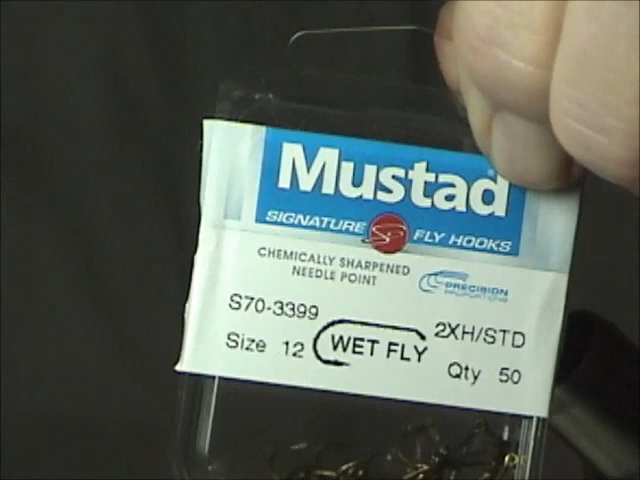 Mustad
SIGNATURE FLY HOOKS
CHEMICALLY SHARPENED
NEEDLE POINT
PRECISION
PROPORTIONS
S70-3399
2XH/STD
Size 12
WET FLY
Qty 50